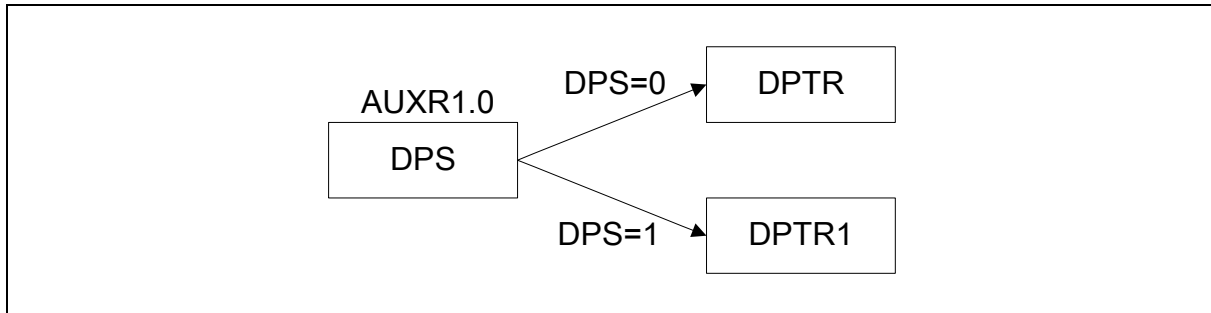 DPS=0
DPTR
AUXR1.0
DPS
DPS=1
DPTR1